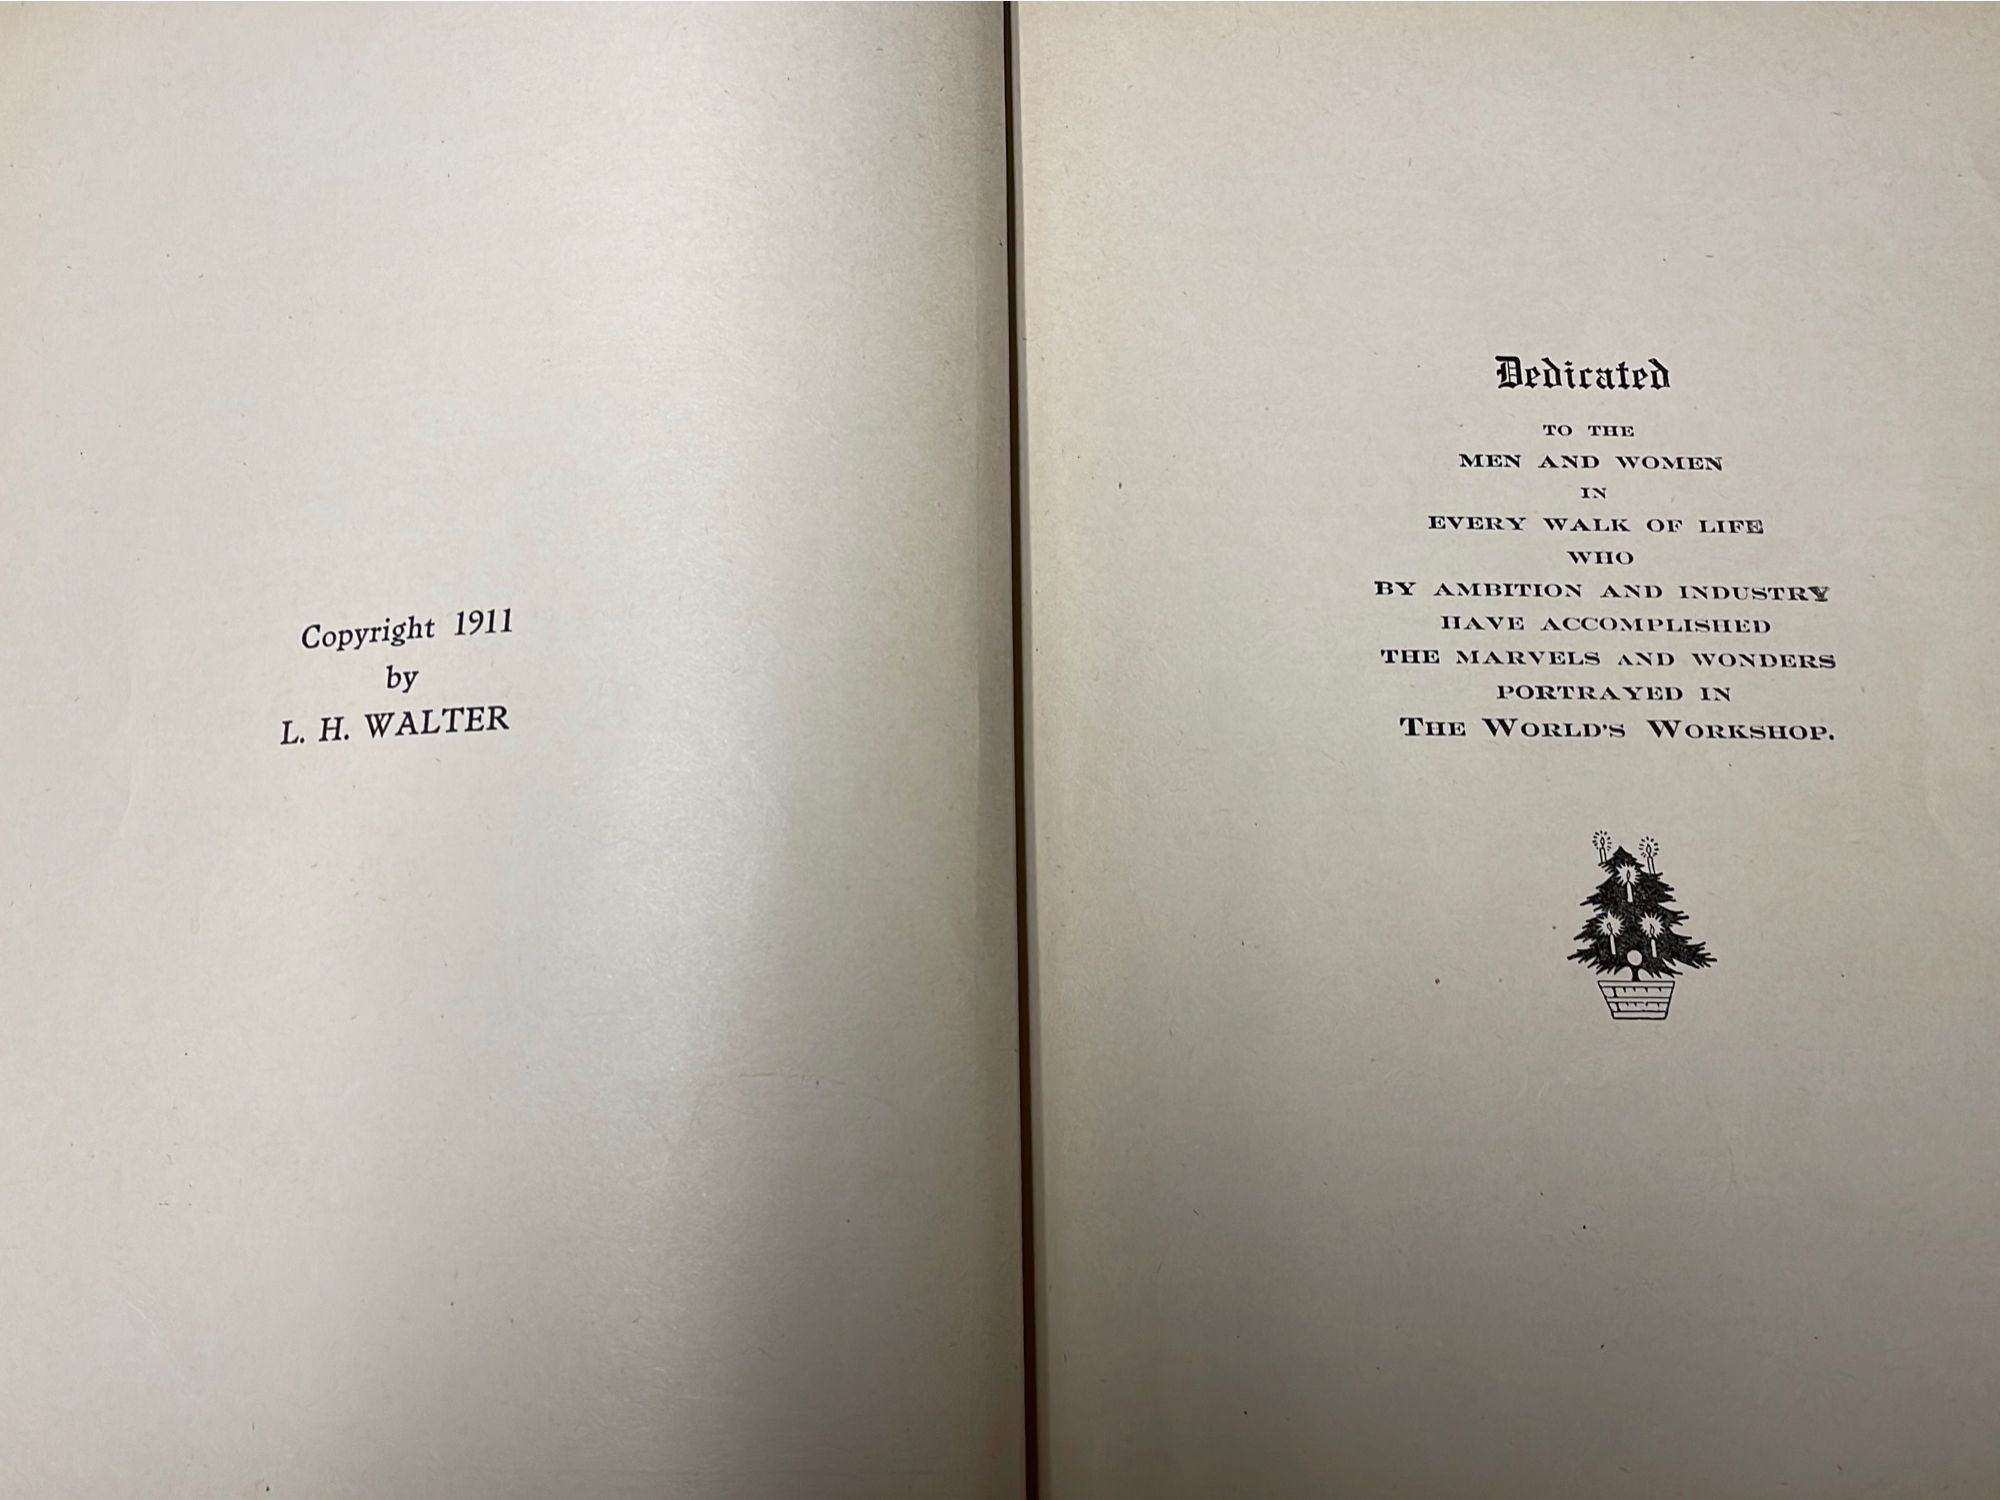 Copyright 1911
by
L. H. WALTER
Dedicated
TO THE
MEN AND WOMEN
IN
EVERY WALK OF LIFE
WHO
BY AMBITION AND INDUSTRY
HAVE ACCOMPLISHED
THE MARVELS AND WONDERS
PORTRAYED IN
THE WORLD'S WORKSHOP.